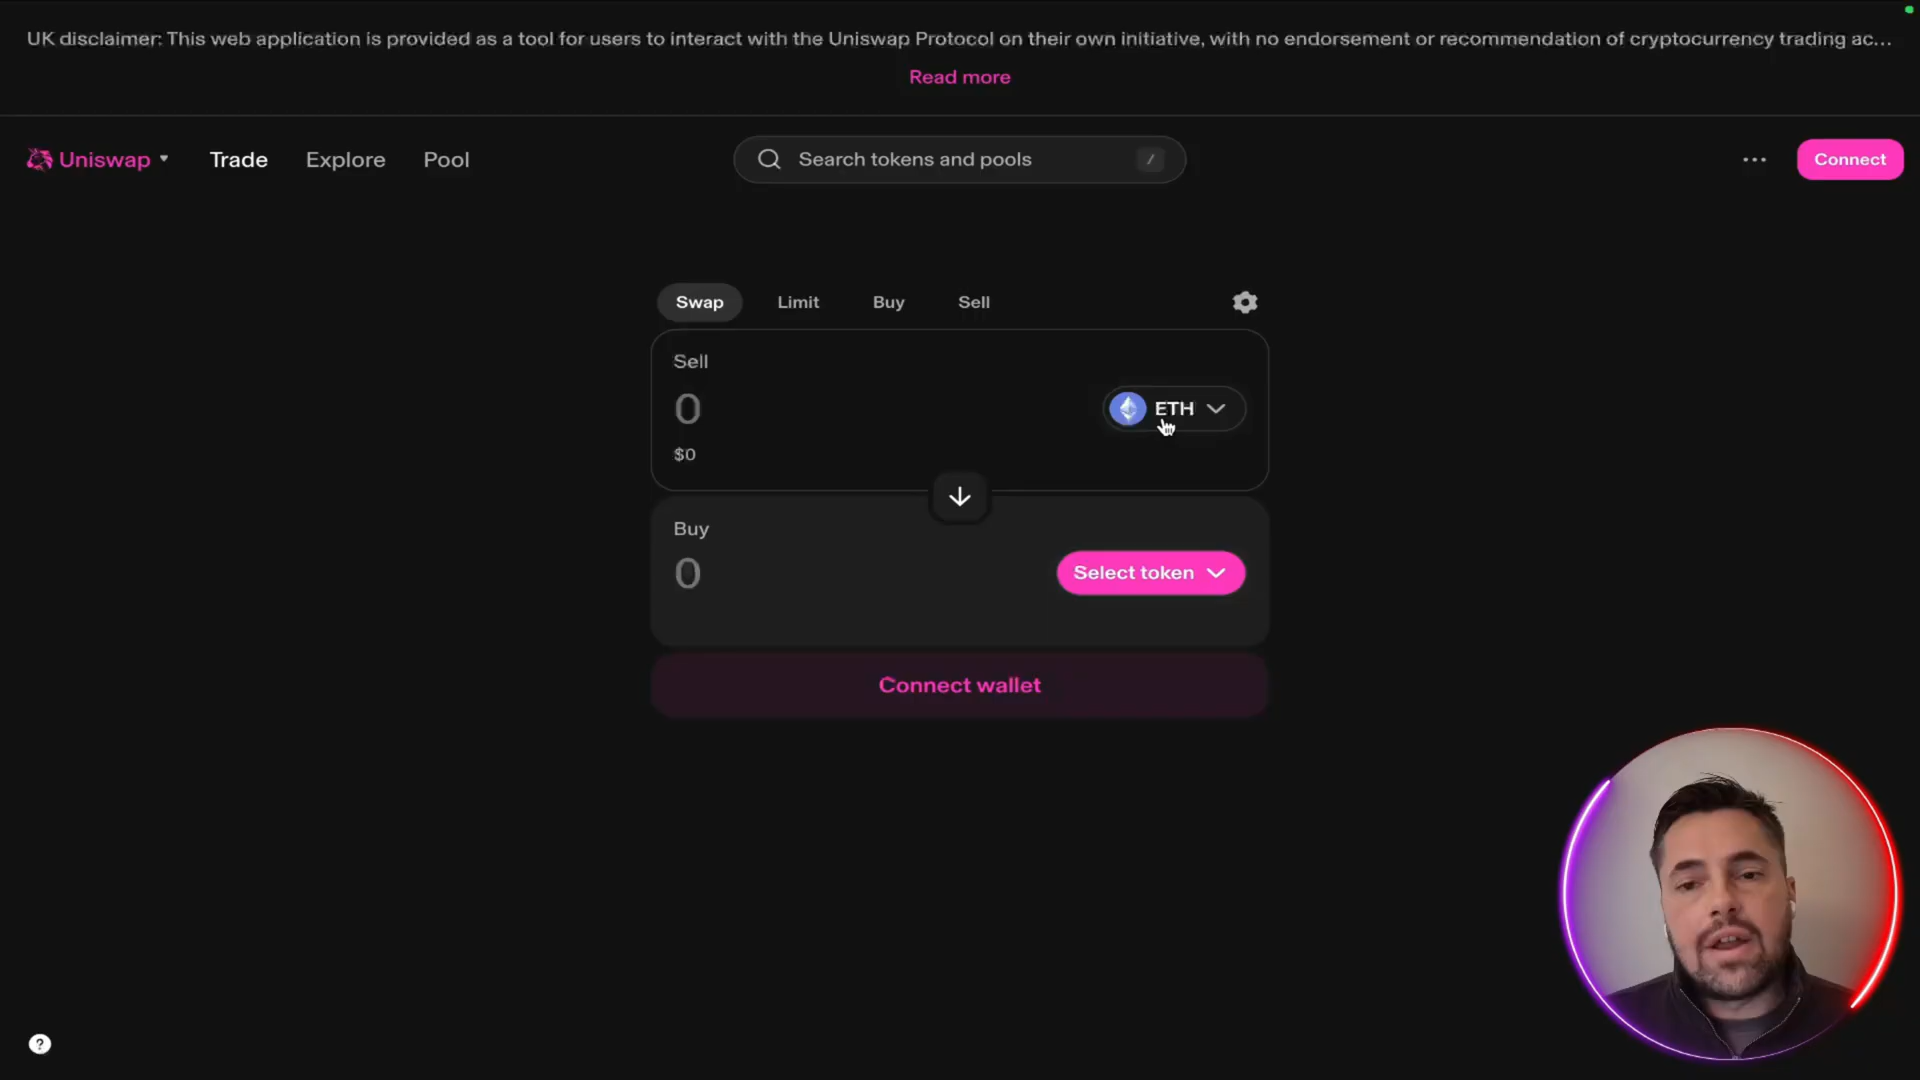 UK disclaimer: This web application is provided as a tool for users to interact with the Uniswap Protocol on their own initiative, with no endorsement or recommendation of cryptocurrency trading ac...
Read more
Uniswap Trade Explore Pool Search tokens and pools / Connect
Swap Limit Buy Sell
Sell
0 ETH
$0
Buy
0 Select token
Connect wallet
?